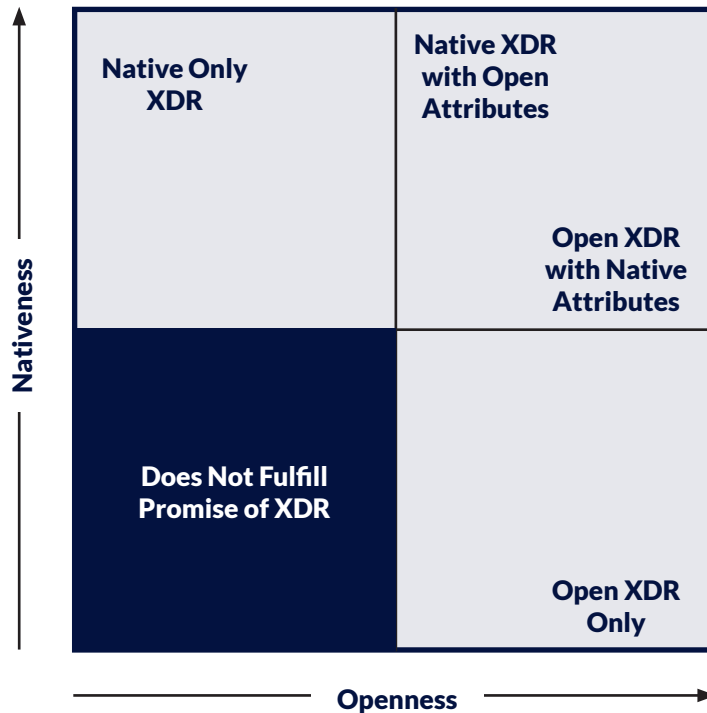 Native Only
XDR
Native XDR
with Open
Attributes
Open XDR
with Native
Attributes
Nativeness
Does Not Fulfill
Promise of XDR
Open XDR
Only
Openness